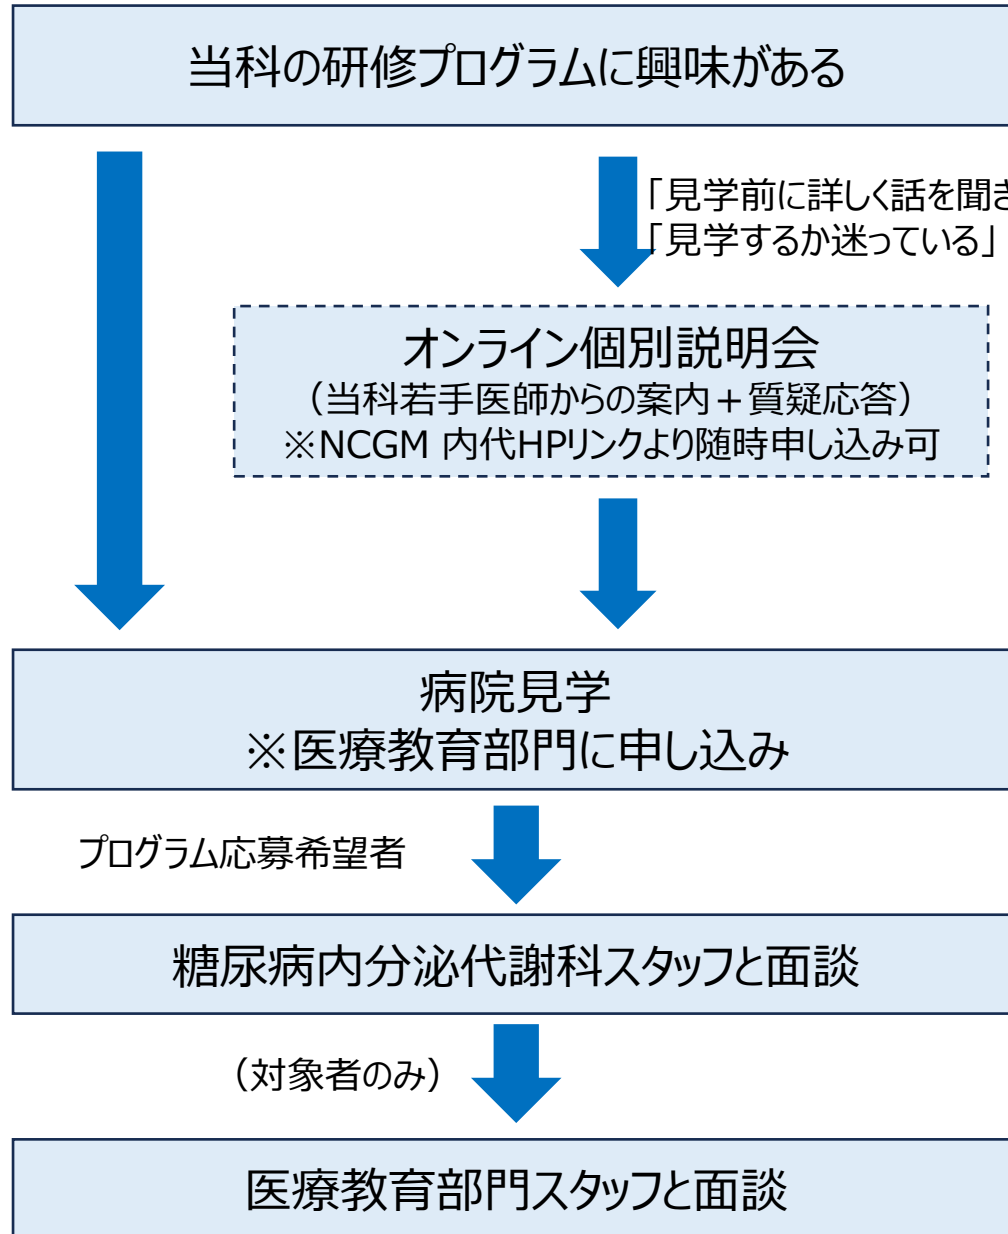 当科の研修プログラムに興味がある
「見学前に詳しく話を聞き
「見学するか迷っている」
オンライン個別説明会
（当科若手医師からの案内＋質疑応答）
※NCGM 内代HPリンクより随時申し込み可
病院見学
※医療教育部門に申し込み
プログラム応募希望者
糖尿病内分泌代謝科スタッフと面談
（対象者のみ）
医療教育部門スタッフと面談